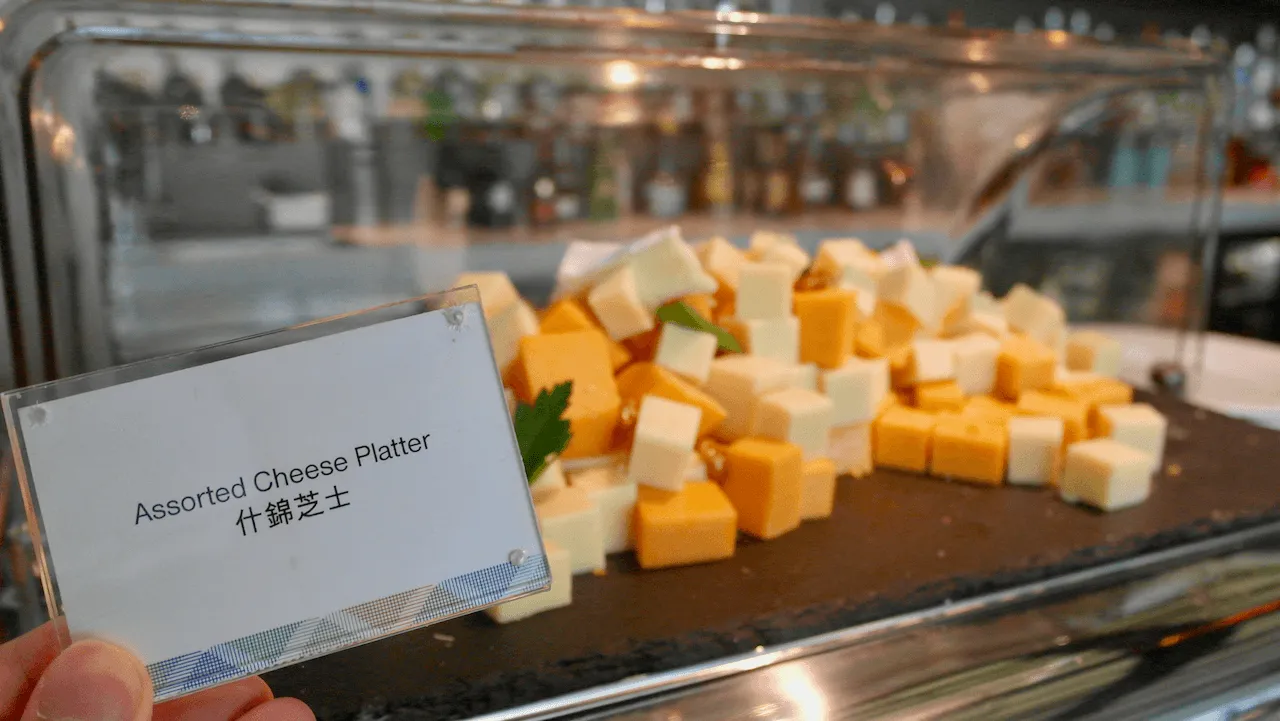 Assorted Cheese Platter
什錦芝士